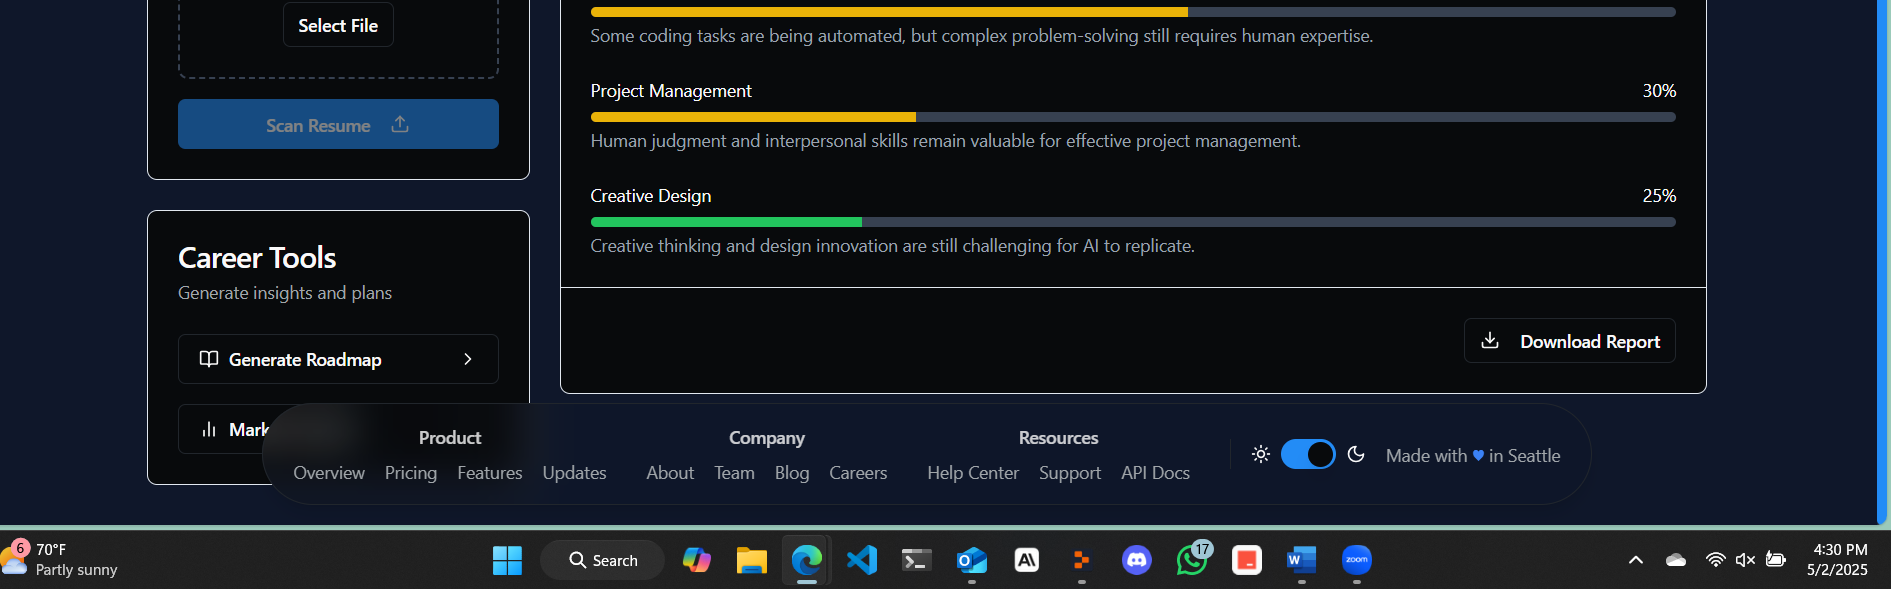 Select File
Scan Resume
Career Tools
Generate insights and plans
Generate Roadmap
Mark
Some coding tasks are being automated, but complex problem-solving still requires human expertise.
Project Management 30%
Human judgment and interpersonal skills remain valuable for effective project management.
Creative Design 25%
Creative thinking and design innovation are still challenging for AI to replicate.
Download Report
Product
Overview Pricing Features Updates
Company
About Team Blog Careers
Resources
Help Center Support API Docs
Made with ♥ in Seattle
6
70°F
Partly sunny
Search
17
zoom
4:30 PM
5/2/2025